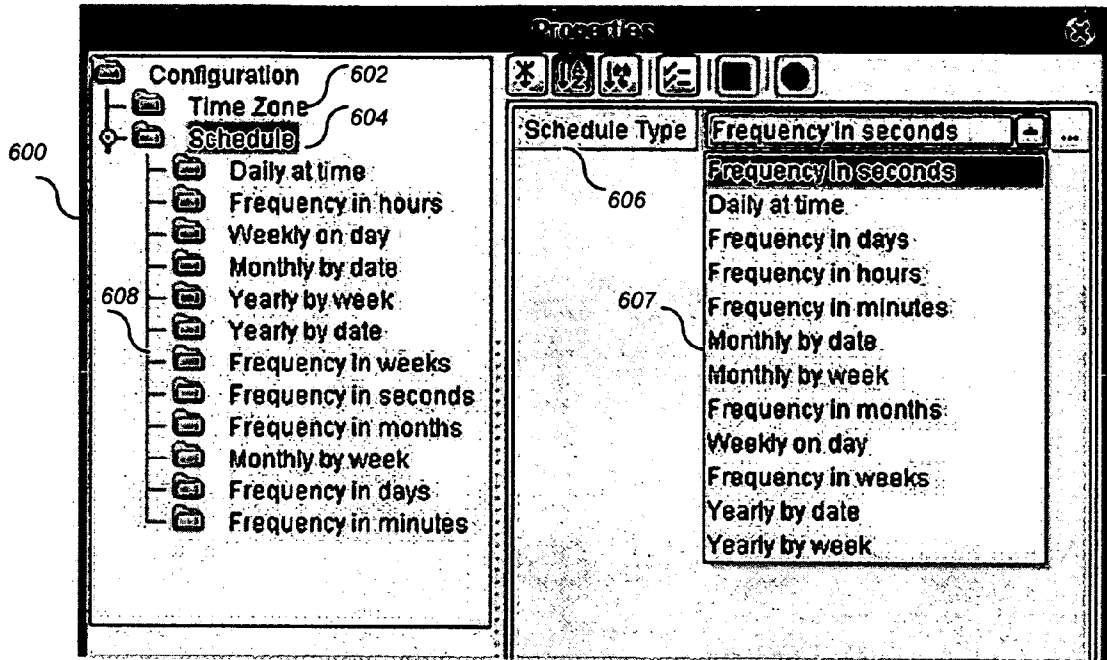 Properties
Configuration
602
Time Zone
604
Schedule
600
Daily at time
Frequency in hours
Weekly on day
Monthly by date
608
Yearly by week
Yearly by date
Frequency in weeks
Frequency in seconds
Frequency in months
Monthly by week
Frequency in days
Frequency in minutes
Schedule Type
Frequency in seconds
...
606
Frequency in seconds
Daily at time
Frequency in days
Frequency in hours
607
Frequency in minutes
Monthly by date
Monthly by week
Frequency in months
Weekly on day
Frequency in weeks
Yearly by date
Yearly by week